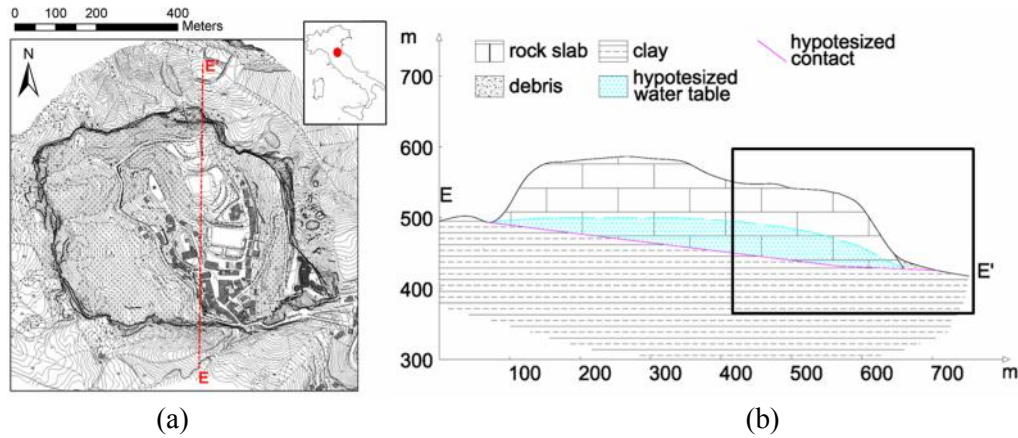 0 100 200 400
Meters
N
E'
E
m
700
600
500
400
300
rock slab
clay
debris
hypotesized
water table
hypotesized
contact
E
E'
100 200 300 400 500 600 700 m
(a)
(b)